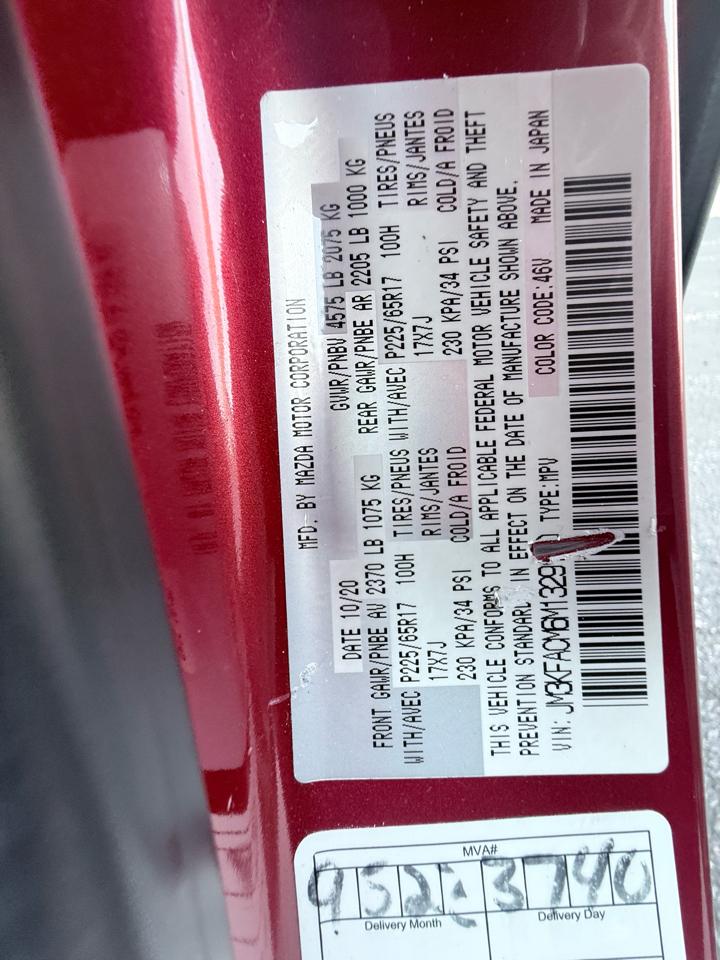 MFD. BY MAZDA MOTOR CORPORATION
DATE 10/20 GVWR/PNBV 4575 LB 2075 KG
FRONT GAWR/PNBE AV 2370 LB 1075 KG REAR GAWR/PNBE AR 2205 LB 1000 KG
WITH/AVEC P225/65R17 100H TIRES/PNEUS WITH/AVEC P225/65R17 100H TIRES/PNEUS
17X7J RIMS/JANTES 17X7J RIMS/JANTES
230 KPA/34 PSI COLD/A FROID 230 KPA/34 PSI COLD/A FROID
THIS VEHICLE CONFORMS TO ALL APPLICABLE FEDERAL MOTOR VEHICLE SAFETY AND THEFT
PREVENTION STANDAR IN EFFECT ON THE DATE OF MANUFACTURE SHOWN ABOVE.
VIN: TYPE:MPV COLOR CODE:46V MADE IN JAPAN
MVA#
Delivery Month Delivery Day